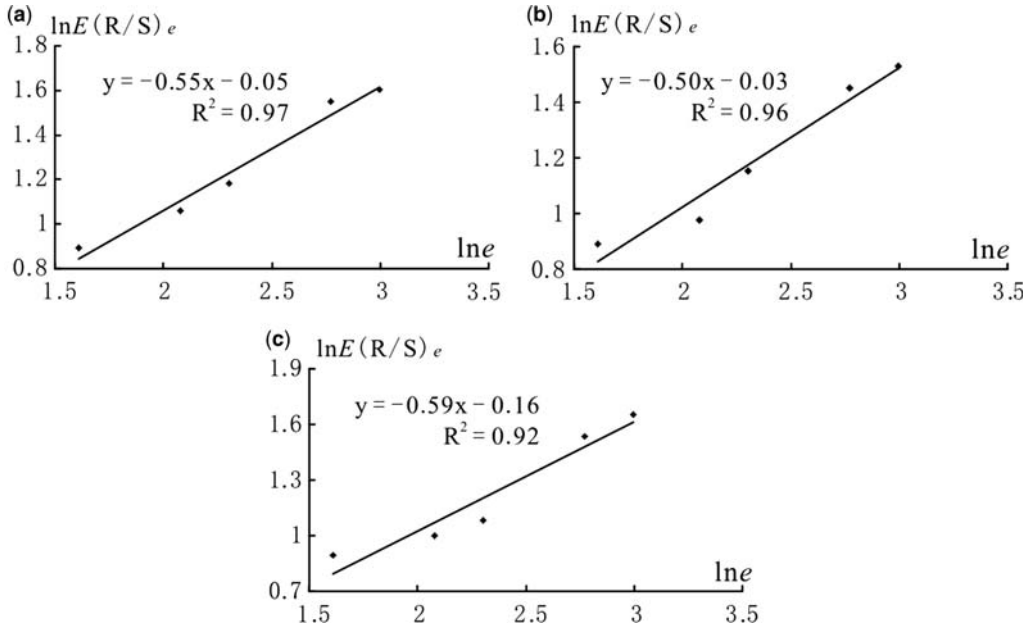 (a)
lnE(R/S)e
1.8
1.6
1.4
1.2
1
0.8
y=-0.55x-0.05
R²=0.97
lne
1.5 2 2.5 3 3.5
(b)
lnE(R/S)e
1.6
1.4
1.2
1
0.8
y=-0.50x-0.03
R²=0.96
lne
1.5 2 2.5 3 3.5
(c)
lnE(R/S)e
1.9
1.6
1.3
1
0.7
y=-0.59x-0.16
R²=0.92
lne
1.5 2 2.5 3 3.5